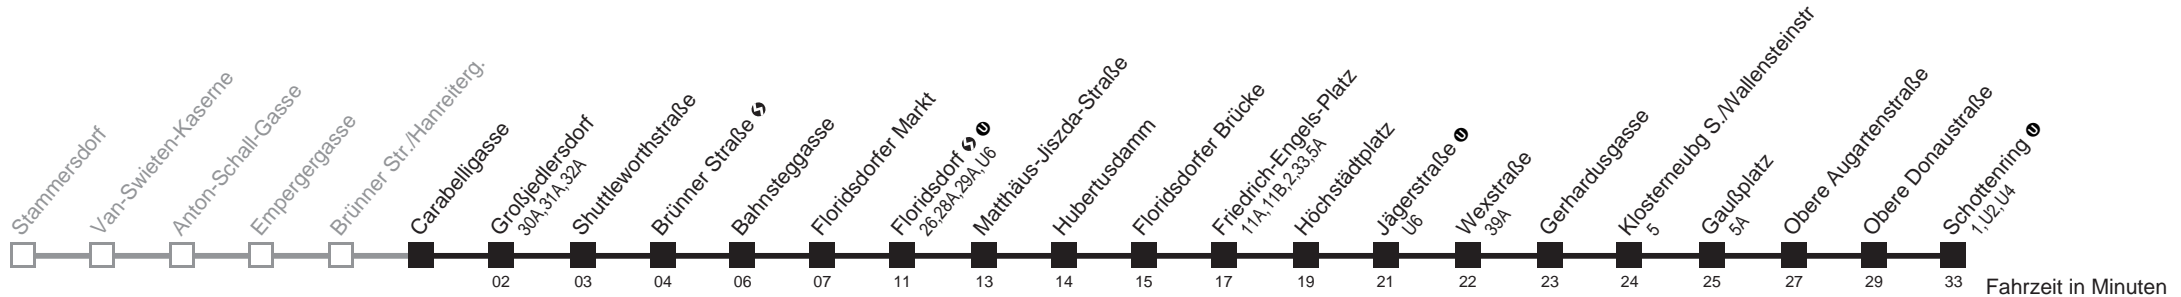 Stammersdorf
Van-Swieten-Kaserne
Anton-Schall-Gasse
Empergergasse
Brünner Str./Hanreiterg.
Carabelligasse
Großjedlersdorf
30A,31A,32A
Shuttleworthstraße
Brünner Straße S
Bahnsteggasse
Floridsdorfer Markt
Floridsdorf S U
26,28A,29A,U6
Matthäus-Jiszda-Straße
Hubertusdamm
Floridsdorfer Brücke
Friedrich-Engels-Platz
11A,11B,2,33,5A
Höchstädtplatz
Jägerstraße U
U6
Wexstraße
39A
Gerhardusgasse
Klosterneubg S./Wallensteinstr
5
Gaußplatz
5A
Obere Augartenstraße
Obere Donaustraße
Schottenring U
1,U2,U4
02 03 04 06 07 11 13 14 15 17 19 21 22 23 24 25 27 29 33 Fahrzeit in Minuten